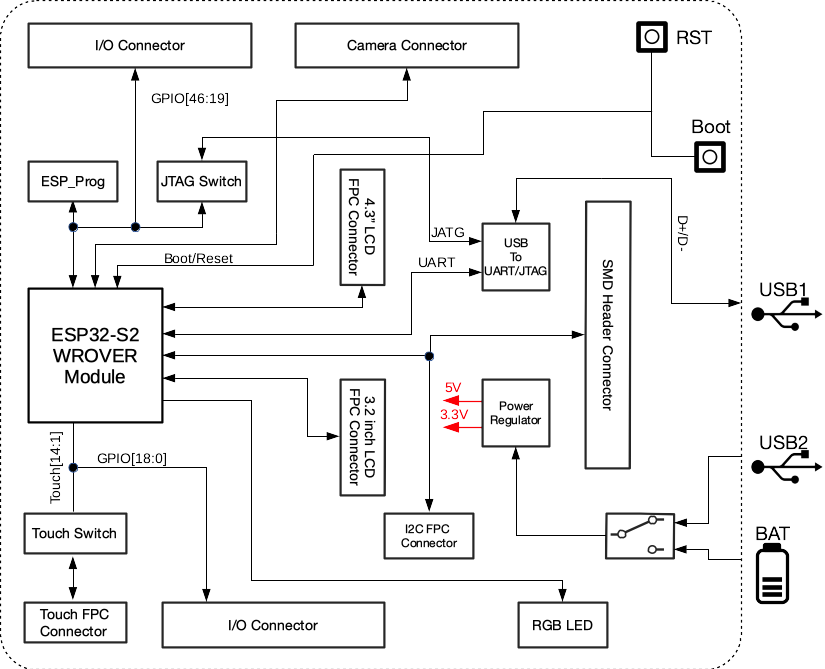 I/O Connector
Camera Connector
RST
GPIO[46:19]
Boot
ESP_Prog
JTAG Switch
4.3" LCD
FPC Connector
D+/D-
JATG
USB
To
UART/JTAG
Boot/Reset
UART
SMD Header Connector
USB1
ESP32-S2
WROVER
Module
5V
3.3V
Power
Regulator
3.2 inch LCD
FPC Connector
USB2
Touch[14:1]
GPIO[18:0]
Touch Switch
I2C FPC
Connector
BAT
Touch FPC
Connector
I/O Connector
RGB LED